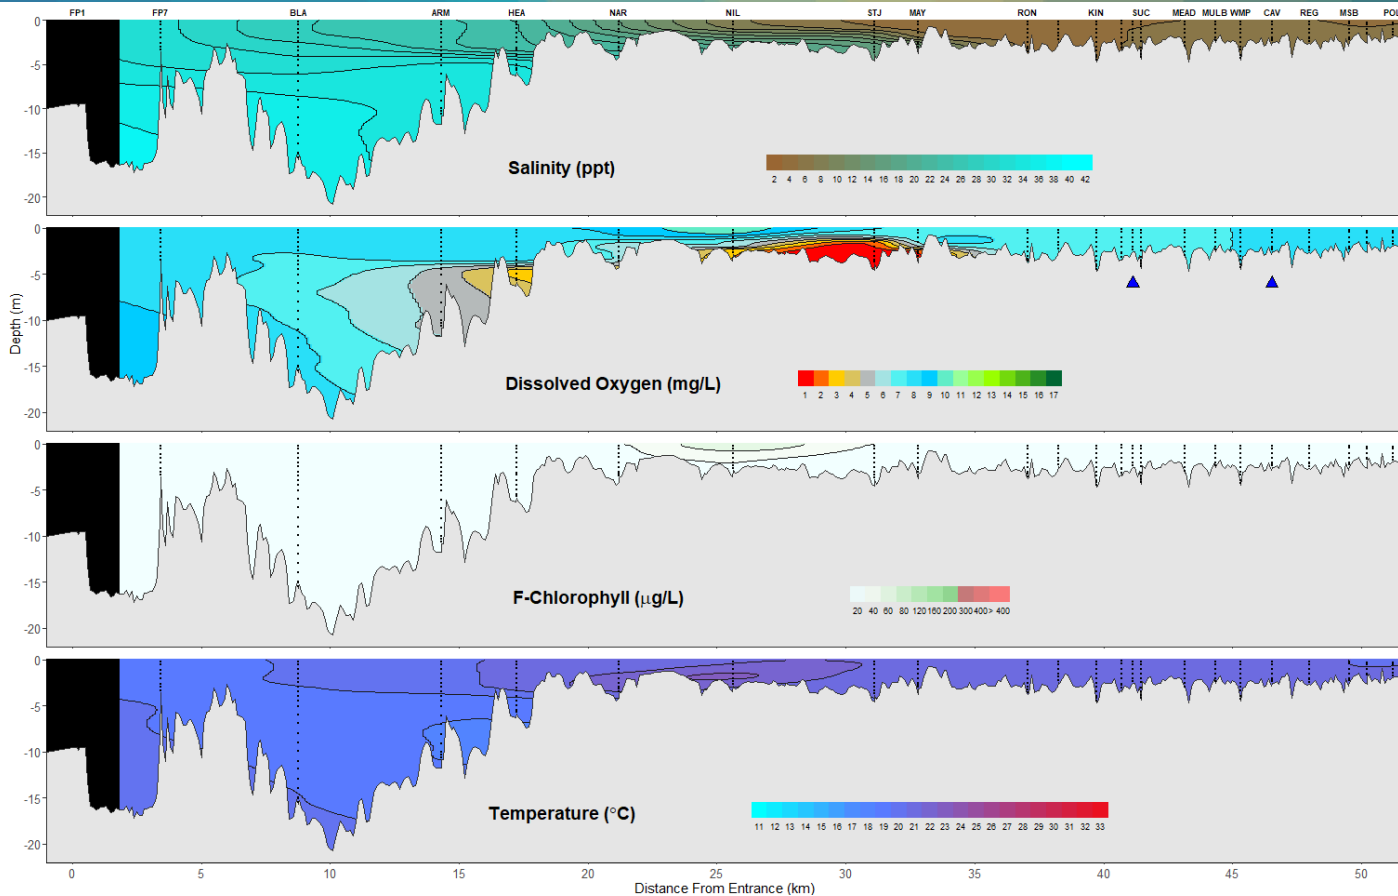 FP1 FP7 BLA ARM HEA NAR NIL STJ MAY RON KIN SUC MEAD MULB WMP CAV REG MSB POL
0
-5
-10
-15
-20
Salinity (ppt)
2 4 6 8 10 12 14 16 18 20 22 24 26 28 30 32 34 36 38 40 42
0
-5
-10
-15
-20
Depth (m)
Dissolved Oxygen (mg/L)
1 2 3 4 5 6 7 8 9 10 11 12 13 14 15 16 17
0
-5
-10
-15
-20
F-Chlorophyll (µg/L)
20 40 60 80 120 160 200 300 400 > 400
0
-5
-10
-15
-20
Temperature (°C)
11 12 13 14 15 16 17 18 19 20 21 22 23 24 25 26 27 28 29 30 31 32 33
0 5 10 15 20 25 30 35 40 45 50
Distance From Entrance (km)